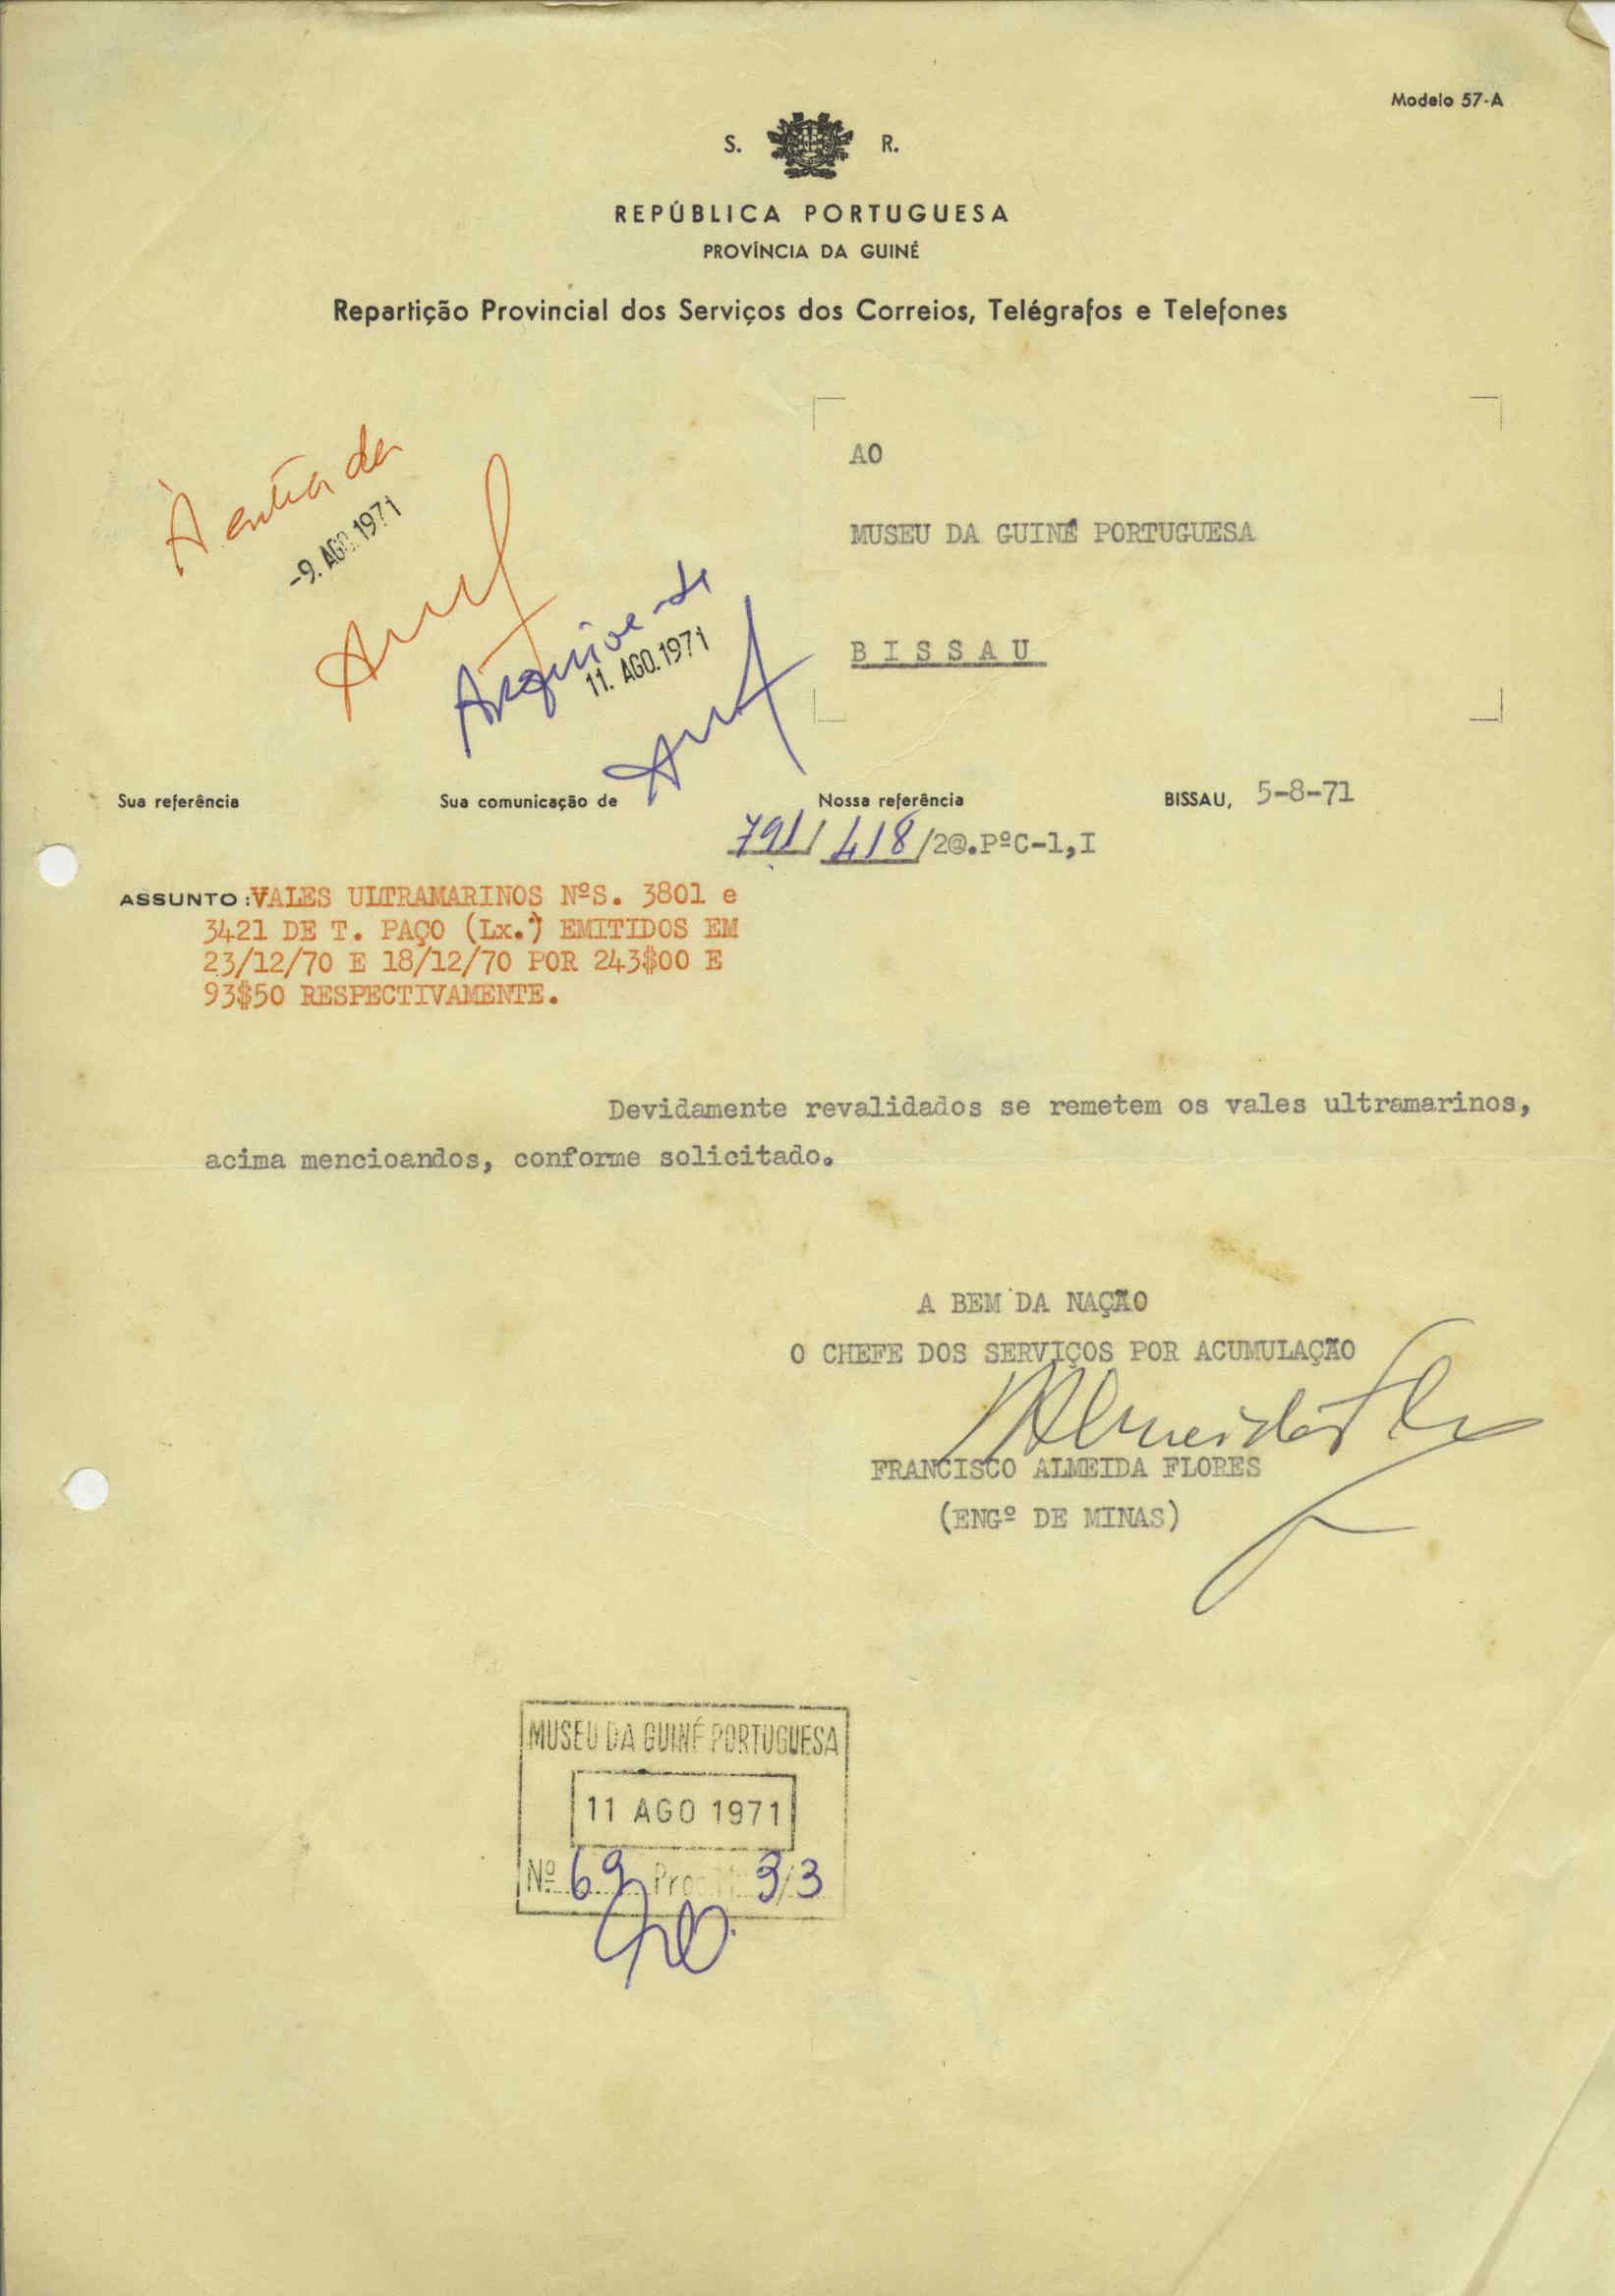 Modelo 57-A
S. R.
REPÚBLICA PORTUGUESA
PROVÍNCIA DA GUINÉ
Repartição Provincial dos Serviços dos Correios, Telégrafos e Telefones
À entrada
-9. AGO. 1971
Arquive-se
11. AGO. 1971
AO
MUSEU DA GUINÉ PORTUGUESA
BISSAU
Sua referência
Sua comunicação de
Nossa referência
BISSAU, 5-8-71
791/418/2@.PºC-1,I
ASSUNTO: VALES ULTRAMARINOS NºS. 3801 e
3421 DE T. PAÇO (Lx.ª) EMITIDOS EM
23/12/70 E 18/12/70 POR 243$00 E
93$50 RESPECTIVAMENTE.
Devidamente revalidados se remetem os vales ultramarinos,
acima mencioandos, conforme solicitado.
A BEM DA NAÇÃO
O CHEFE DOS SERVIÇOS POR ACUMULAÇÃO
FRANCISCO ALMEIDA FLORES
(ENGº DE MINAS)
MUSEU DA GUINÉ PORTUGUESA
11 AGO 1971
Nº 69 3/3